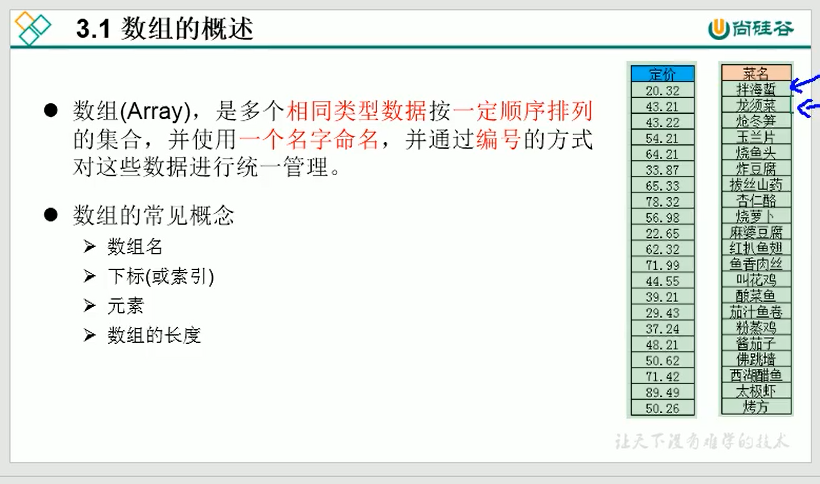 3.1 数组的概述
尚硅谷
数组(Array)，是多个相同类型数据按一定顺序排列
的集合，并使用一个名字命名，并通过编号的方式
对这些数据进行统一管理。
数组的常见概念
数组名
下标(或索引)
元素
数组的长度
定价
20.32
43.21
43.22
54.21
64.21
33.87
65.33
78.32
56.98
22.65
62.32
71.99
44.55
39.21
29.43
37.24
48.21
50.62
71.42
89.49
50.26
菜名
拌海蜇
龙须菜
炝冬笋
玉兰片
烧鱼头
炸豆腐
拔丝山药
杏仁酪
烧萝卜
麻婆豆腐
红扒鱼翅
鱼香肉丝
叫花鸡
酿菜鱼
茄汁鱼卷
粉蒸鸡
酱茄子
佛跳墙
西湖醋鱼
太极虾
烤方
让天下没有难学的技术